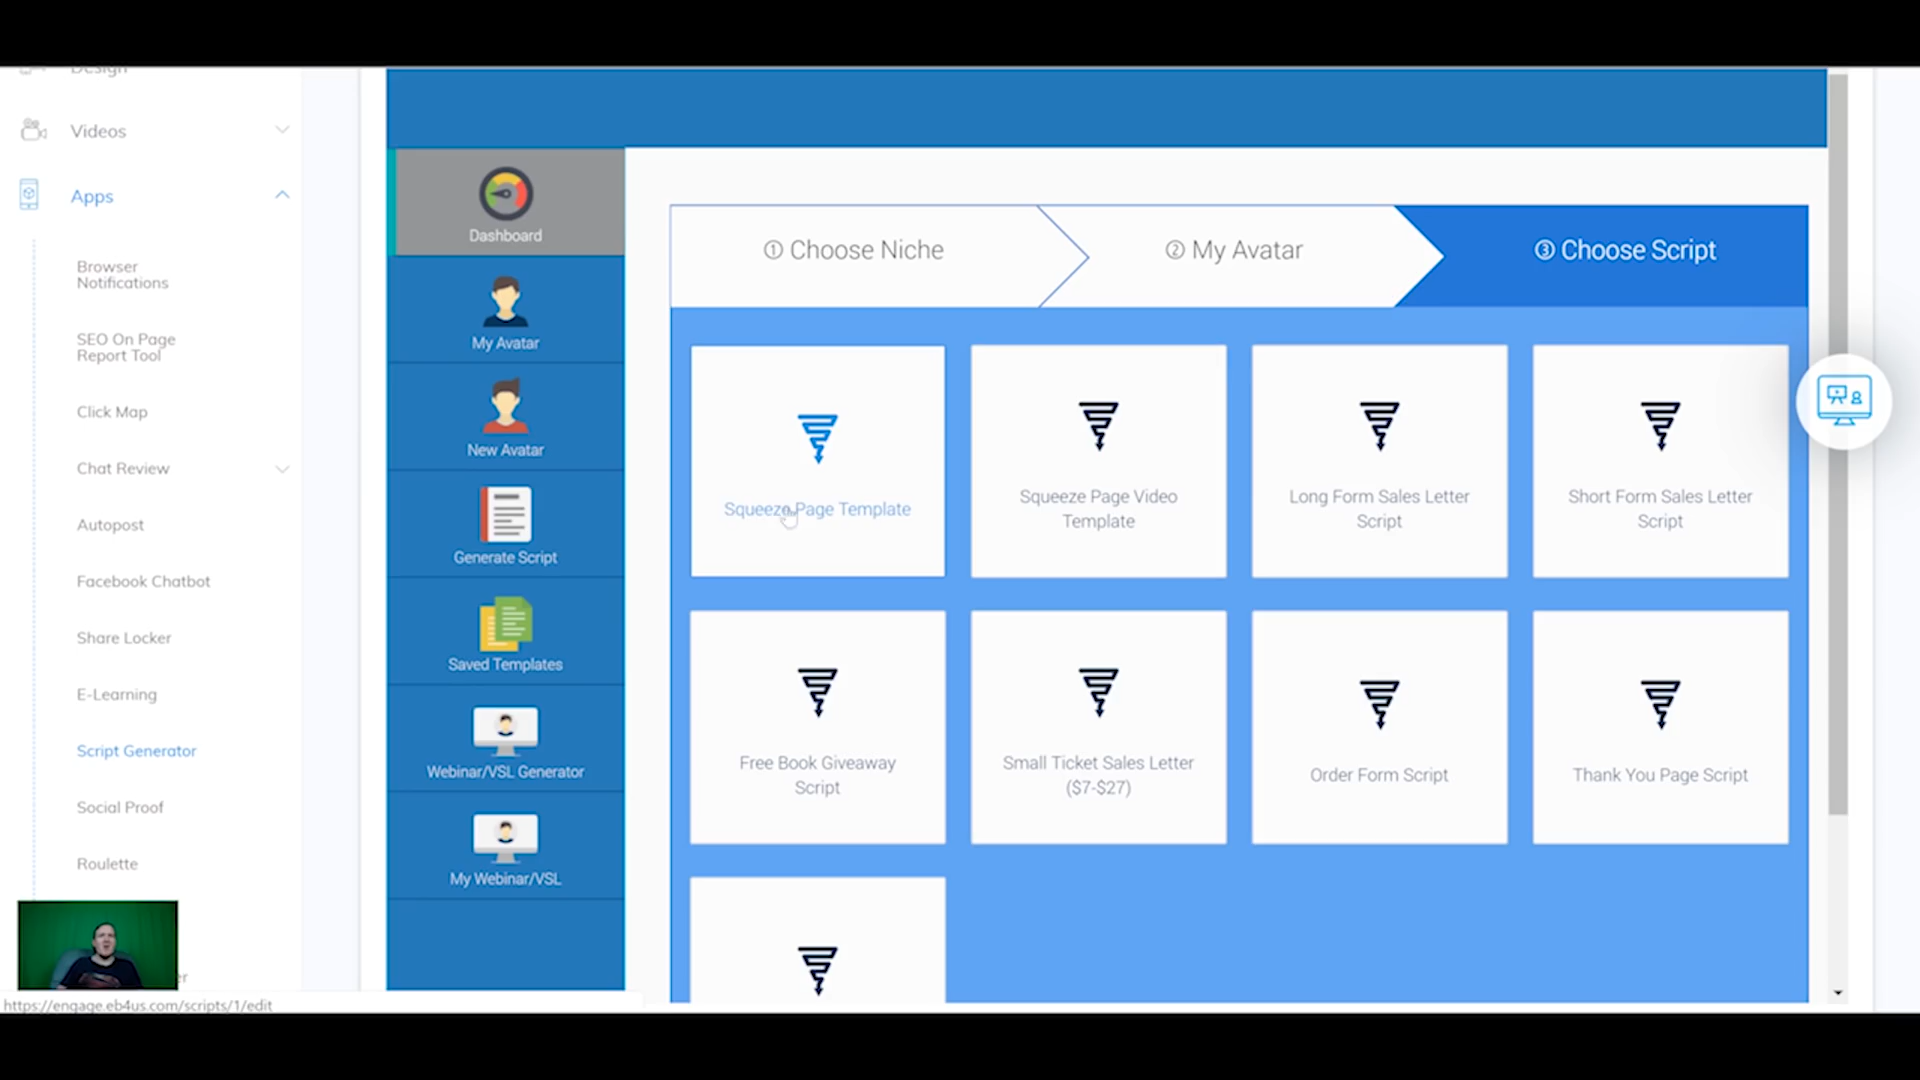 Design
Videos
Apps
Browser
Notifications
SEO On Page
Report Tool
Click Map
Chat Review
Autopost
Facebook Chatbot
Share Locker
E-Learning
Script Generator
Social Proof
Roulette
er
https://engage.eb4us.com/scripts/1/edit
Dashboard
My Avatar
New Avatar
Generate Script
Saved Templates
Webinar/VSL Generator
My Webinar/VSL
① Choose Niche
② My Avatar
③ Choose Script
Squeeze Page Template
Squeeze Page Video
Template
Long Form Sales Letter
Script
Short Form Sales Letter
Script
Free Book Giveaway
Script
Small Ticket Sales Letter
($7-$27)
Order Form Script
Thank You Page Script